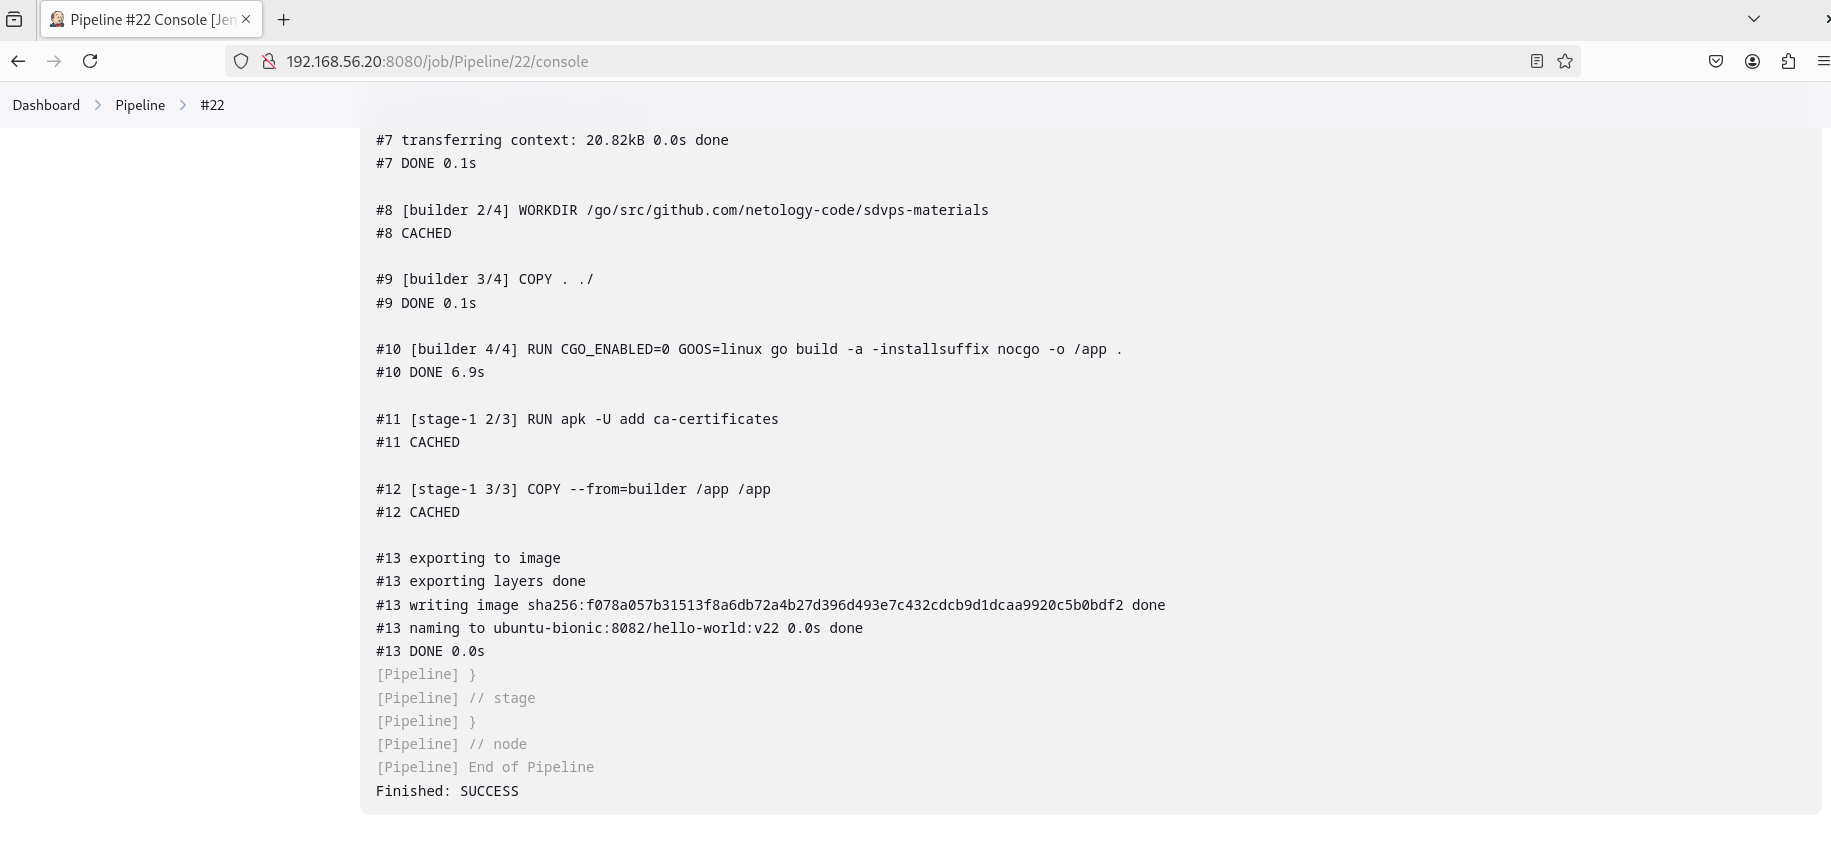 Pipeline #22 Console [Jen
192.168.56.20:8080/job/Pipeline/22/console
Dashboard > Pipeline > #22
#7 transferring context: 20.82kB 0.0s done
#7 DONE 0.1s
#8 [builder 2/4] WORKDIR /go/src/github.com/netology-code/sdvps-materials
#8 CACHED
#9 [builder 3/4] COPY . ./
#9 DONE 0.1s
#10 [builder 4/4] RUN CGO_ENABLED=0 GOOS=linux go build -a -installsuffix nocgo -o /app .
#10 DONE 6.9s
#11 [stage-1 2/3] RUN apk -U add ca-certificates
#11 CACHED
#12 [stage-1 3/3] COPY --from=builder /app /app
#12 CACHED
#13 exporting to image
#13 exporting layers done
#13 writing image sha256:f078a057b31513f8a6db72a4b27d396d493e7c432cdcb9d1dcaa9920c5b0bdf2 done
#13 naming to ubuntu-bionic:8082/hello-world:v22 0.0s done
#13 DONE 0.0s
[Pipeline] }
[Pipeline] // stage
[Pipeline] }
[Pipeline] // node
[Pipeline] End of Pipeline
Finished: SUCCESS